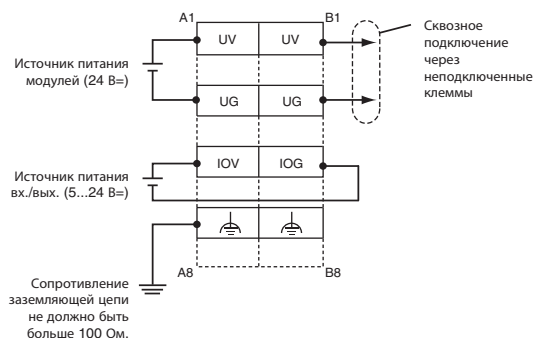 A1
B1
UV
UV
Сквозное
подключение
через
неподключенные
клеммы
Источник питания
модулей (24 В=)
UG
UG
IOV
IOG
Источник питания
вх./вых. (5...24 В=)
A8
B8
Сопротивление
заземляющей цепи
не должно быть
больше 100 Ом.